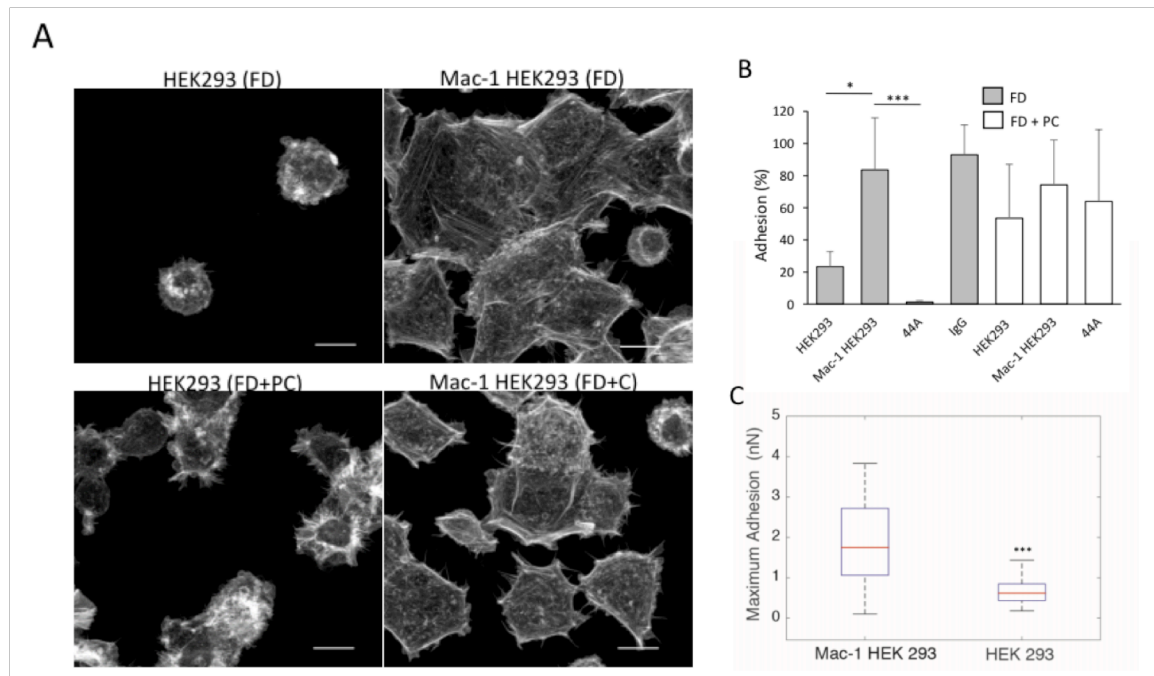 A
HEK293 (FD)
Mac-1 HEK293 (FD)
HEK293 (FD+PC)
Mac-1 HEK293 (FD+C)
B
FD
FD + PC
*
***
120
100
80
60
40
20
0
Adhesion (%)
HEK293
Mac-1 HEK293
44A
IgG
HEK293
Mac-1 HEK293
44A
C
5
4
3
2
1
0
Maximum Adhesion (nN)
***
Mac-1 HEK 293
HEK 293